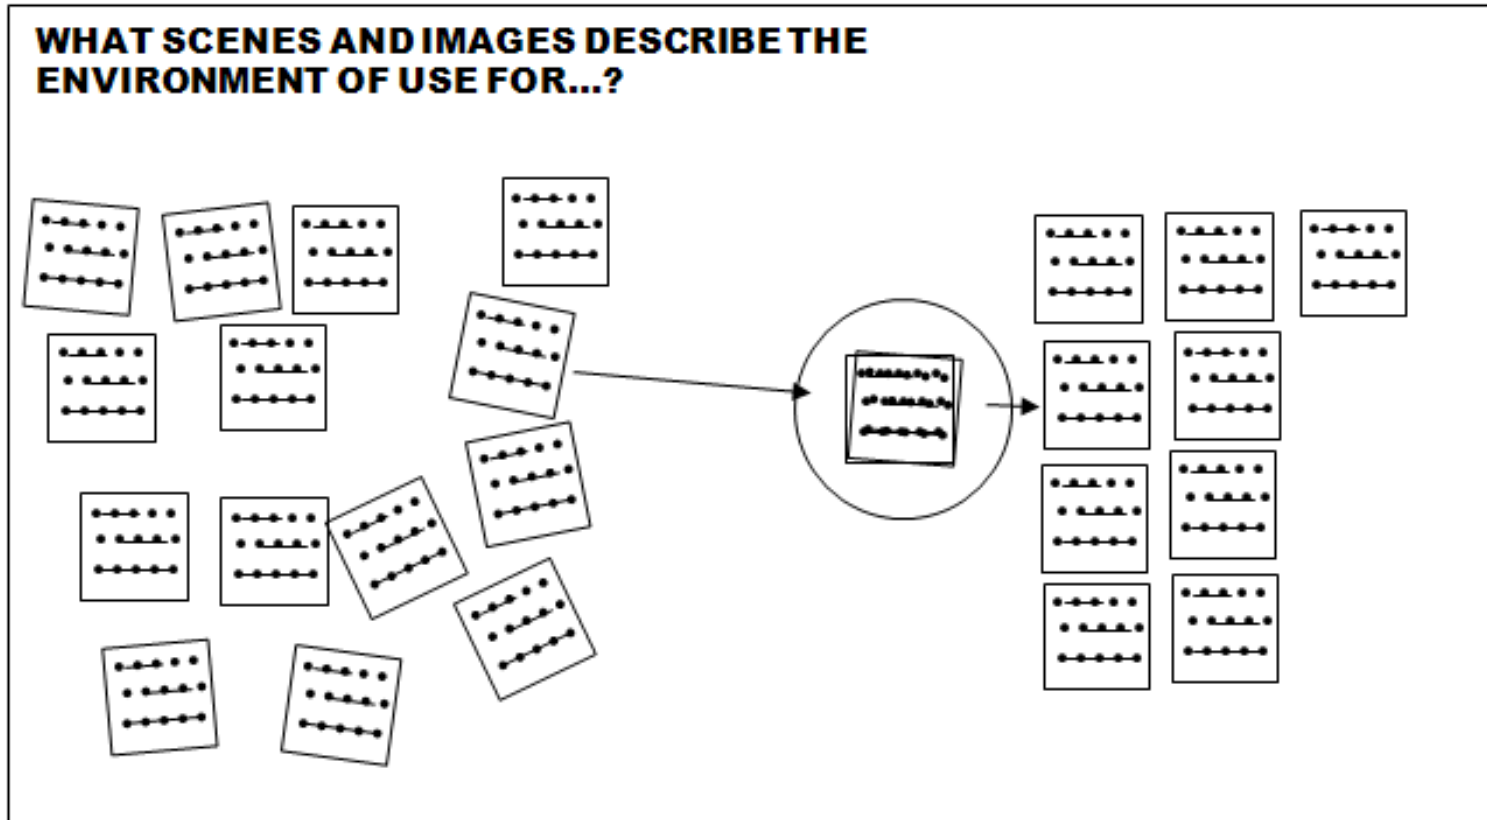 WHAT SCENES AND IMAGES DESCRIBE THE
ENVIRONMENT OF USE FOR...?